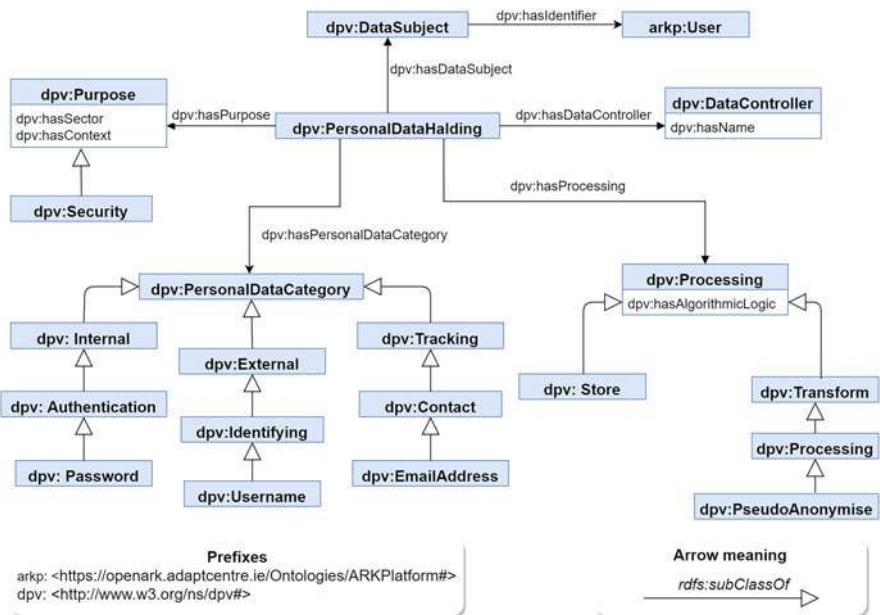 dpv:DataSubject
dpv:hasIdentifier
arkp:User
dpv:hasDataSubject
dpv:Purpose
dpv:hasSector
dpv:hasContext
dpv:hasPurpose
dpv:PersonalDataHalding
dpv:hasDataController
dpv:DataController
dpv:hasName
dpv:Security
dpv:hasProcessing
dpv:hasPersonalDataCategory
dpv:PersonalDataCategory
dpv:Processing
dpv:hasAlgorithmicLogic
dpv: Internal
dpv:External
dpv:Tracking
dpv: Store
dpv:Transform
dpv: Authentication
dpv:Identifying
dpv:Contact
dpv:Processing
dpv: Password
dpv:Username
dpv:EmailAddress
dpv:PseudoAnonymise
Prefixes
arkp: <https://openark.adaptcentre.ie/Ontologies/ARKPlatform#>
dpv: <http://www.w3.org/ns/dpv#>
Arrow meaning
rdfs:subClassOf